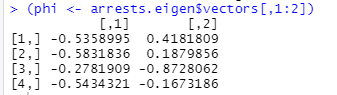 > (phi <- arrests.eigen$vectors[,1:2])
[,1] [,2]
[1,] -0.5358995 0.4181809
[2,] -0.5831836 0.1879856
[3,] -0.2781909 -0.8728062
[4,] -0.5434321 -0.1673186